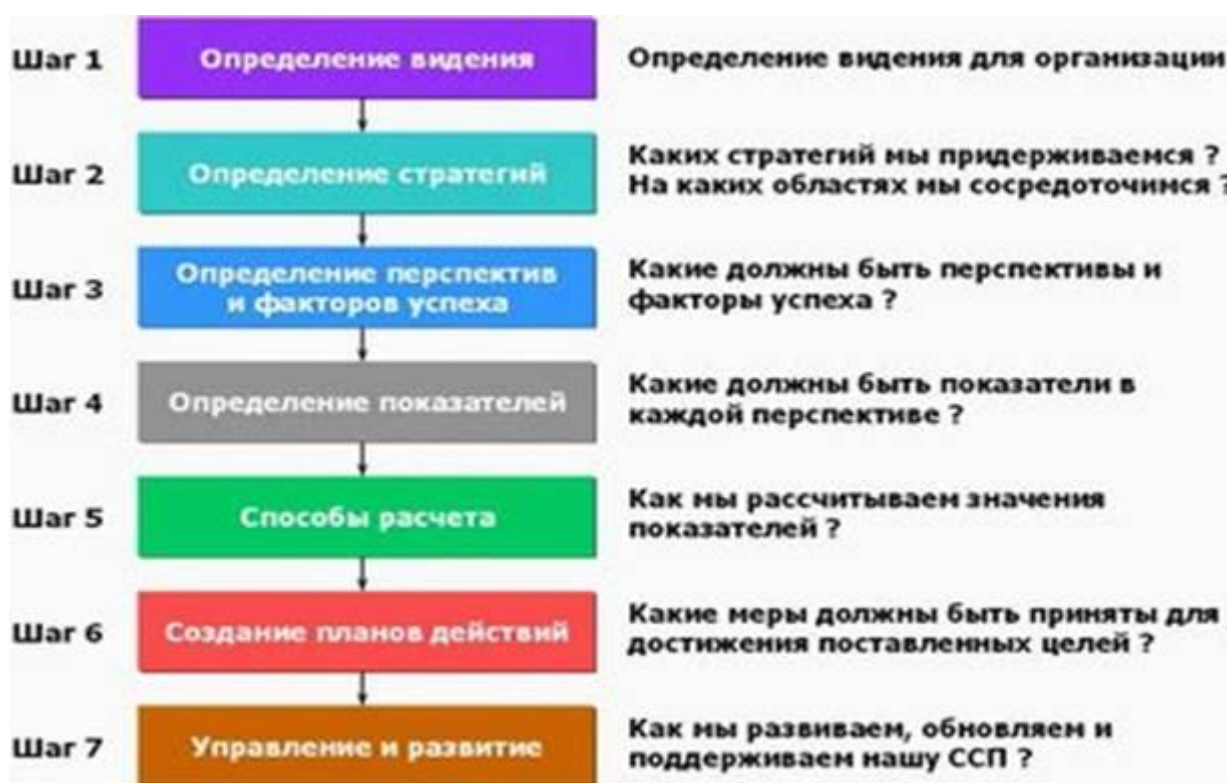 Шаг 1
Определение видения
Определение видения для организации
Шаг 2
Определение стратегий
Каких стратегий мы придерживаемся ?
На каких областях мы сосредоточимся ?
Шаг 3
Определение перспектив
и факторов успеха
Какие должны быть перспективы и
факторы успеха ?
Шаг 4
Определение показателей
Какие должны быть показатели в
каждой перспективе ?
Шаг 5
Способы расчета
Как мы рассчитываем значения
показателей ?
Шаг 6
Создание планов действий
Какие меры должны быть приняты для
достижения поставленных целей ?
Шаг 7
Управление и развитие
Как мы развиваем, обновляем и
поддерживаем нашу ССП ?